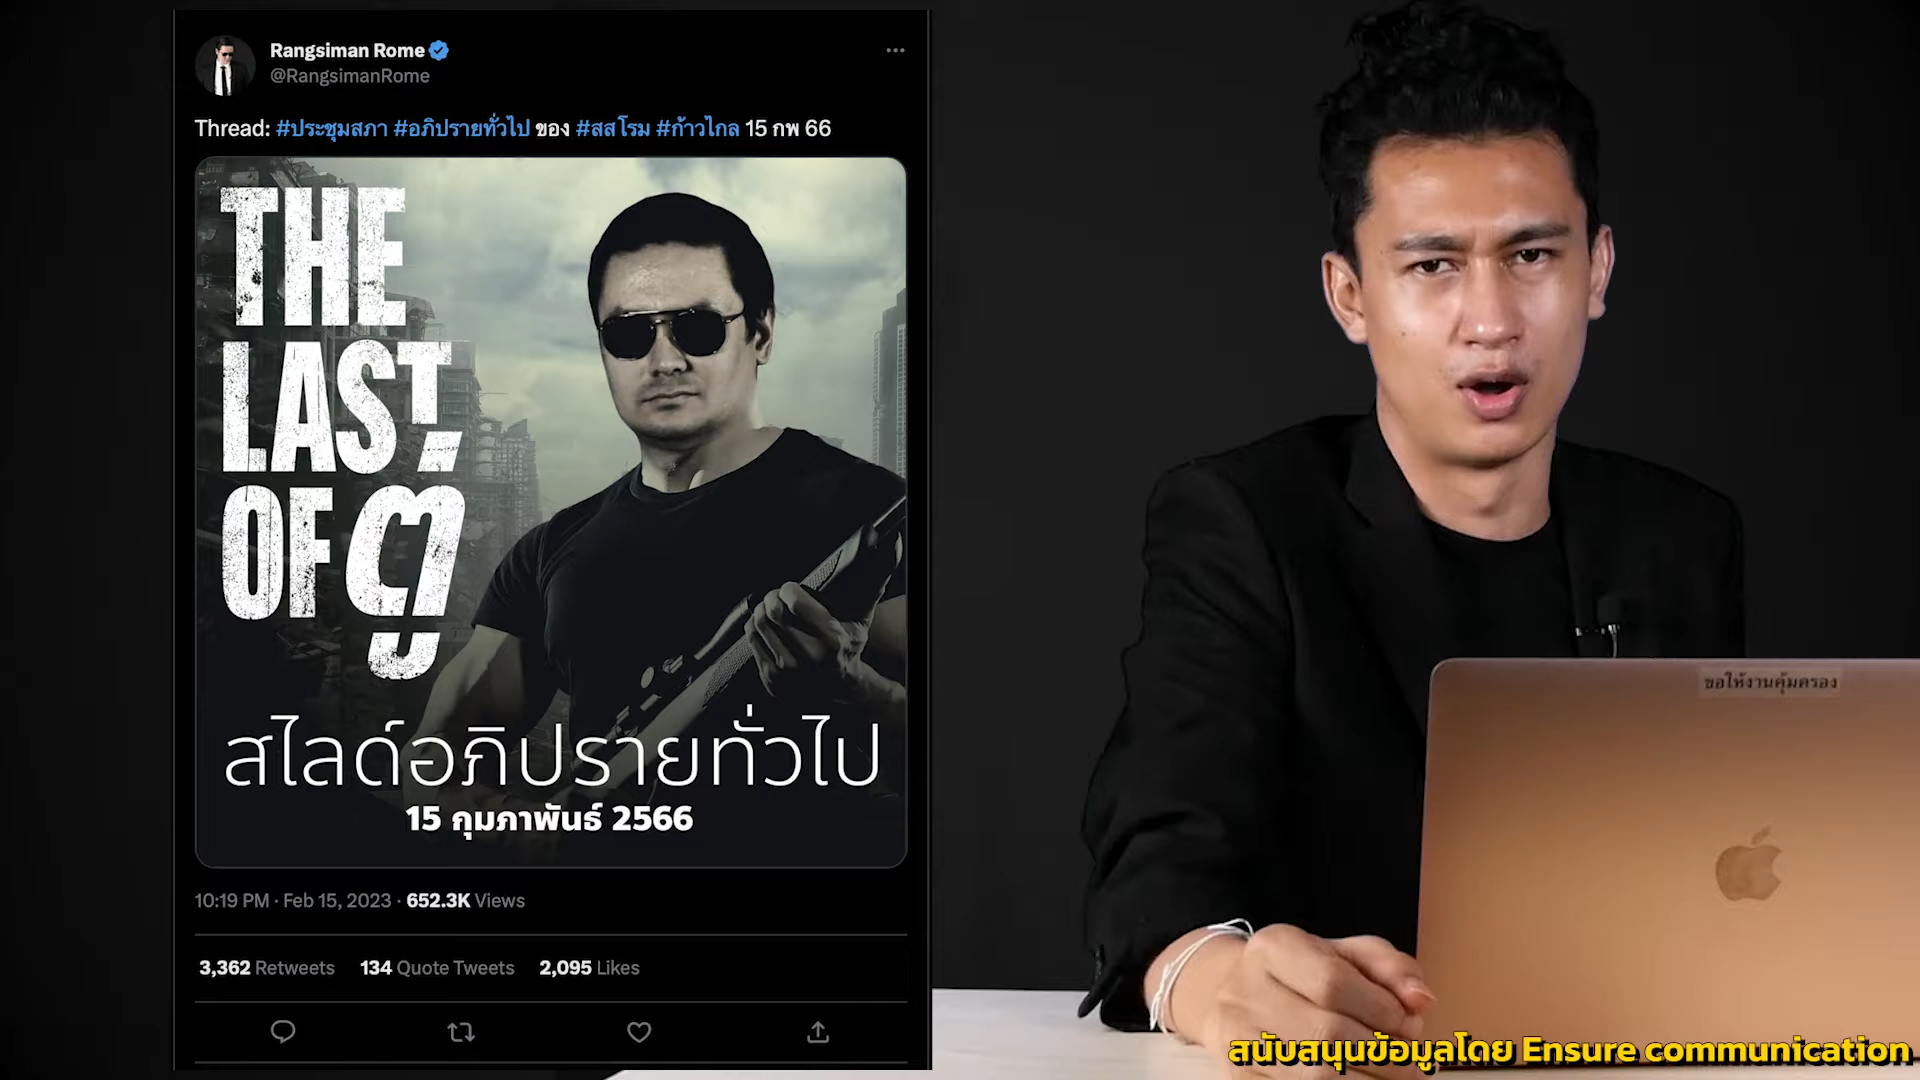 Rangsiman Rome
@RangsimanRome
Thread: #ประชุมสภา #อภิปรายทั่วไป ของ #สสโรม #ก้าวไกล 15 กพ 66
THE
LAST
OF ตู่
สไลด์อภิปรายทั่วไป
15 กุมภาพันธ์ 2566
10:19 PM · Feb 15, 2023 · 652.3K Views
3,362 Retweets 134 Quote Tweets 2,095 Likes
ขอให้งานคุ้มครอง
สนับสนุนข้อมูลโดย Ensure communication